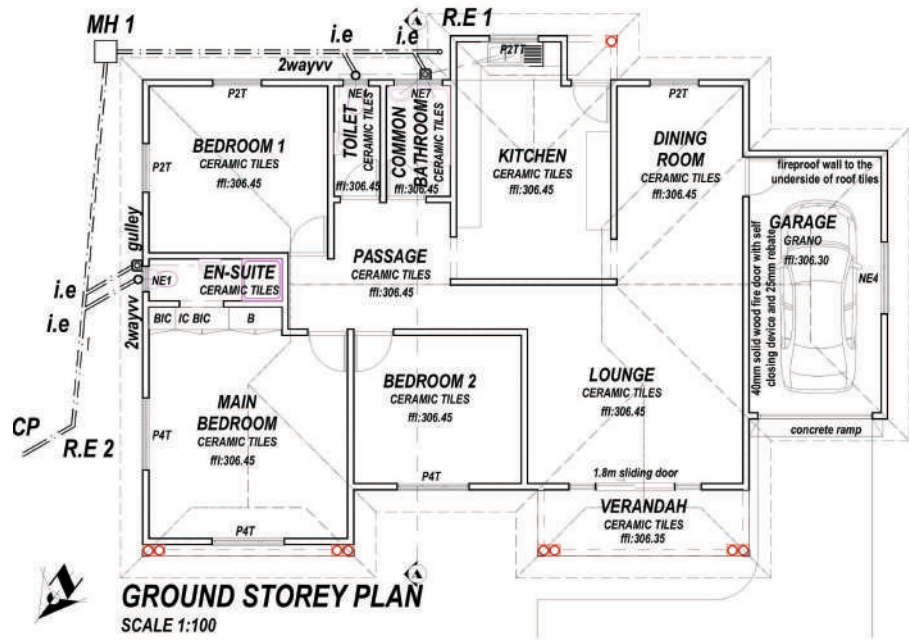 MH 1
R.E 1
i.e
i.e
2wayvv
P2TT
P2T
NE7
P2T
BEDROOM 1
CERAMIC TILES
ffl:306.45
P2T
TOILET
CERAMIC TILES
ffl:306.45
COMMON
BATHROOM
CERAMIC TILES
ffl:306.45
KITCHEN
CERAMIC TILES
ffl:306.45
DINING
ROOM
CERAMIC TILES
ffl:306.45
fireproof wall to the
underside of roof tiles
GARAGE
GRANO
ffl:306.30
NE4
40mm solid wood fire door with self
closing device and 25mm rebate
gulley
PASSAGE
CERAMIC TILES
ffl:306.45
EN-SUITE
CERAMIC TILES
NE1
i.e
i.e
2wayvv
BIC
IC BIC
B
MAIN
BEDROOM
CERAMIC TILES
ffl:306.45
P4T
P4T
BEDROOM 2
CERAMIC TILES
ffl:306.45
P4T
LOUNGE
CERAMIC TILES
ffl:306.45
1.8m sliding door
concrete ramp
VERANDAH
CERAMIC TILES
ffl:306.35
CP
R.E 2
A
A
GROUND STOREY PLAN
SCALE 1:100